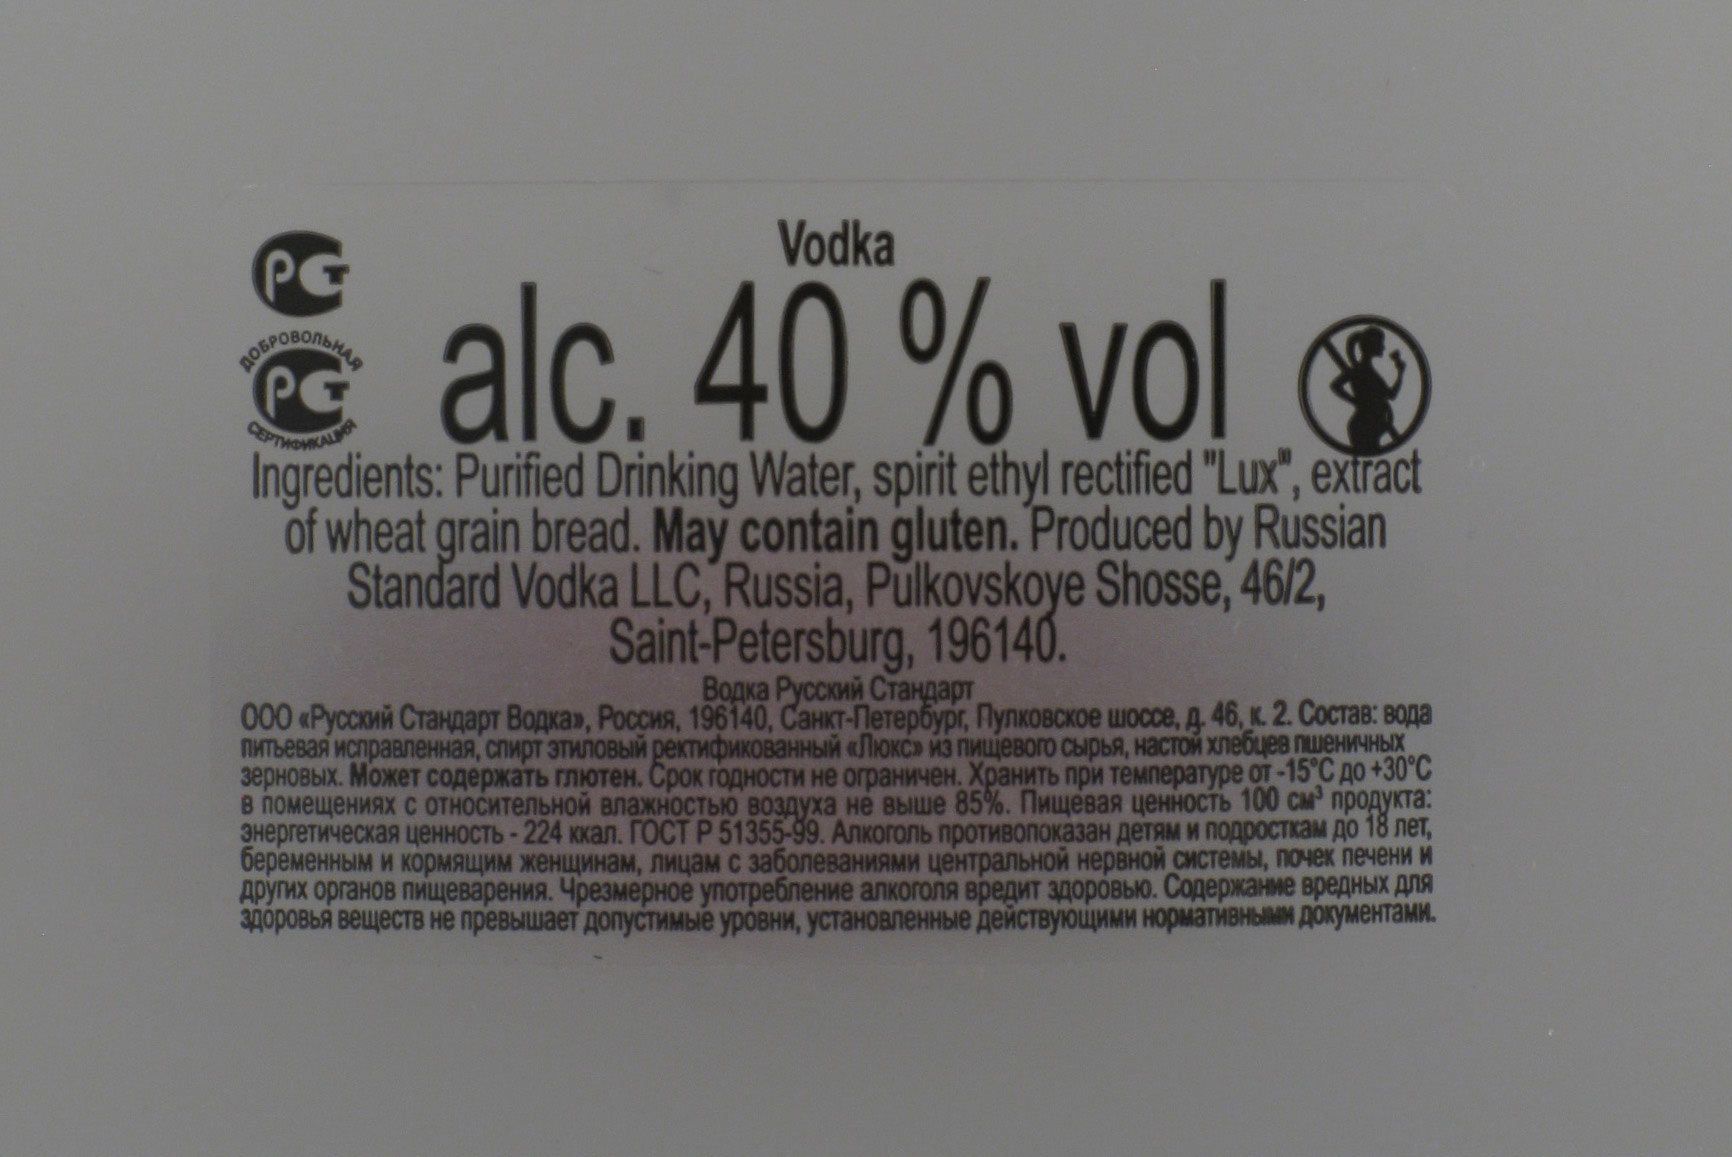 Vodka
РСТ
ДОБРОВОЛЬНАЯ
РСТ
СЕРТИФИКАЦИЯ
alc. 40 % vol
Ingredients: Purified Drinking Water, spirit ethyl rectified "Lux", extract
of wheat grain bread. May contain gluten. Produced by Russian
Standard Vodka LLC, Russia, Pulkovskoye Shosse, 46/2,
Saint-Petersburg, 196140.
Водка Русский Стандарт
ООО «Русский Стандарт Водка», Россия, 196140, Санкт-Петербург, Пулковское шоссе, д. 46, к. 2. Состав: вода
питьевая исправленная, спирт этиловый ректификованный «Люкс» из пищевого сырья, настой хлебцев пшеничных
зерновых. Может содержать глютен. Срок годности не ограничен. Хранить при температуре от -15°С до +30°С
в помещениях с относительной влажностью воздуха не выше 85%. Пищевая ценность 100 см³ продукта:
энергетическая ценность - 224 ккал. ГОСТ Р 51355-99. Алкоголь противопоказан детям и подросткам до 18 лет,
беременным и кормящим женщинам, лицам с заболеваниями центральной нервной системы, почек печени и
других органов пищеварения. Чрезмерное употребление алкоголя вредит здоровью. Содержание вредных для
здоровья веществ не превышает допустимые уровни, установленные действующими нормативными документами.